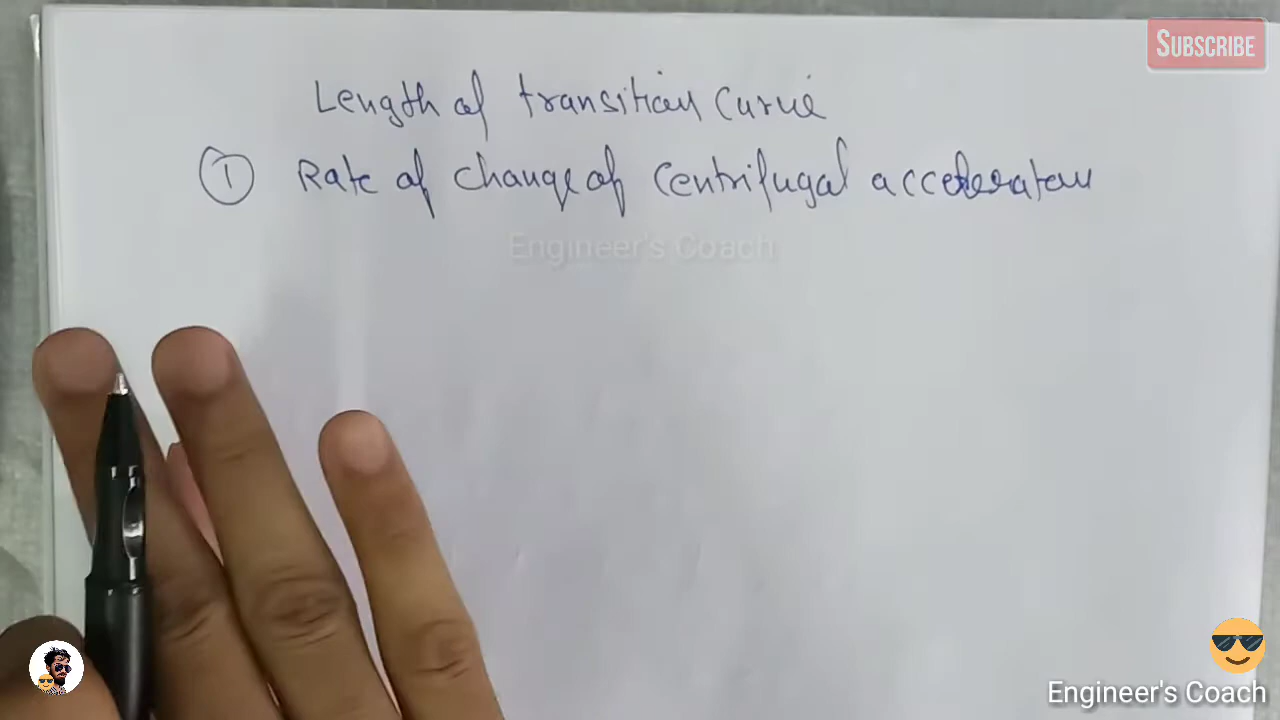 SUBSCRIBE
Length of transition Curve
① Rate of change of Centrifugal acceleration
Engineer's Coach
Engineer's Coach